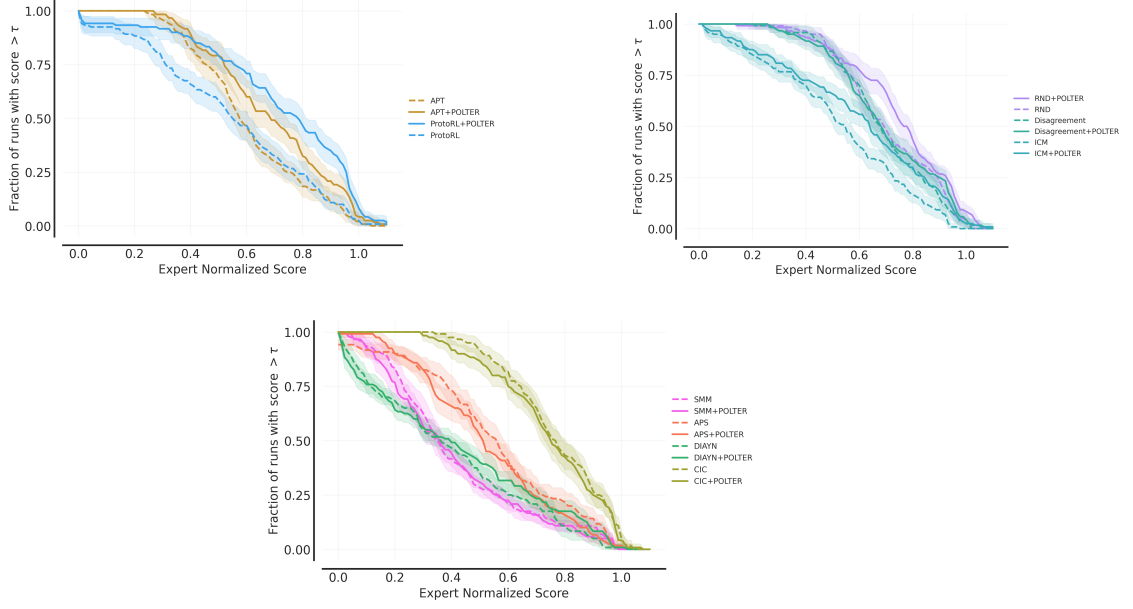 Fraction of runs with score > τ
1.00
0.75
0.50
0.25
0.00
0.0 0.2 0.4 0.6 0.8 1.0
Expert Normalized Score
APT
APT+POLTER
ProtoRL+POLTER
ProtoRL
Fraction of runs with score > τ
1.00
0.75
0.50
0.25
0.00
0.0 0.2 0.4 0.6 0.8 1.0
Expert Normalized Score
RND+POLTER
RND
Disagreement
Disagreement+POLTER
ICM
ICM+POLTER
Fraction of runs with score > τ
1.00
0.75
0.50
0.25
0.00
0.0 0.2 0.4 0.6 0.8 1.0
Expert Normalized Score
SMM
SMM+POLTER
APS
APS+POLTER
DIAYN
DIAYN+POLTER
CIC
CIC+POLTER